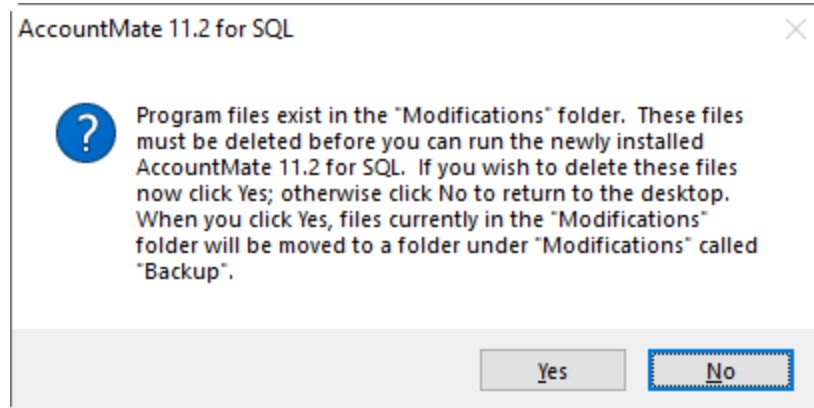 AccountMate 11.2 for SQL
?
Program files exist in the "Modifications" folder.  These files
must be deleted before you can run the newly installed
AccountMate 11.2 for SQL.  If you wish to delete these files
now click Yes; otherwise click No to return to the desktop.
When you click Yes, files currently in the "Modifications"
folder will be moved to a folder under "Modifications" called
"Backup".
Yes No